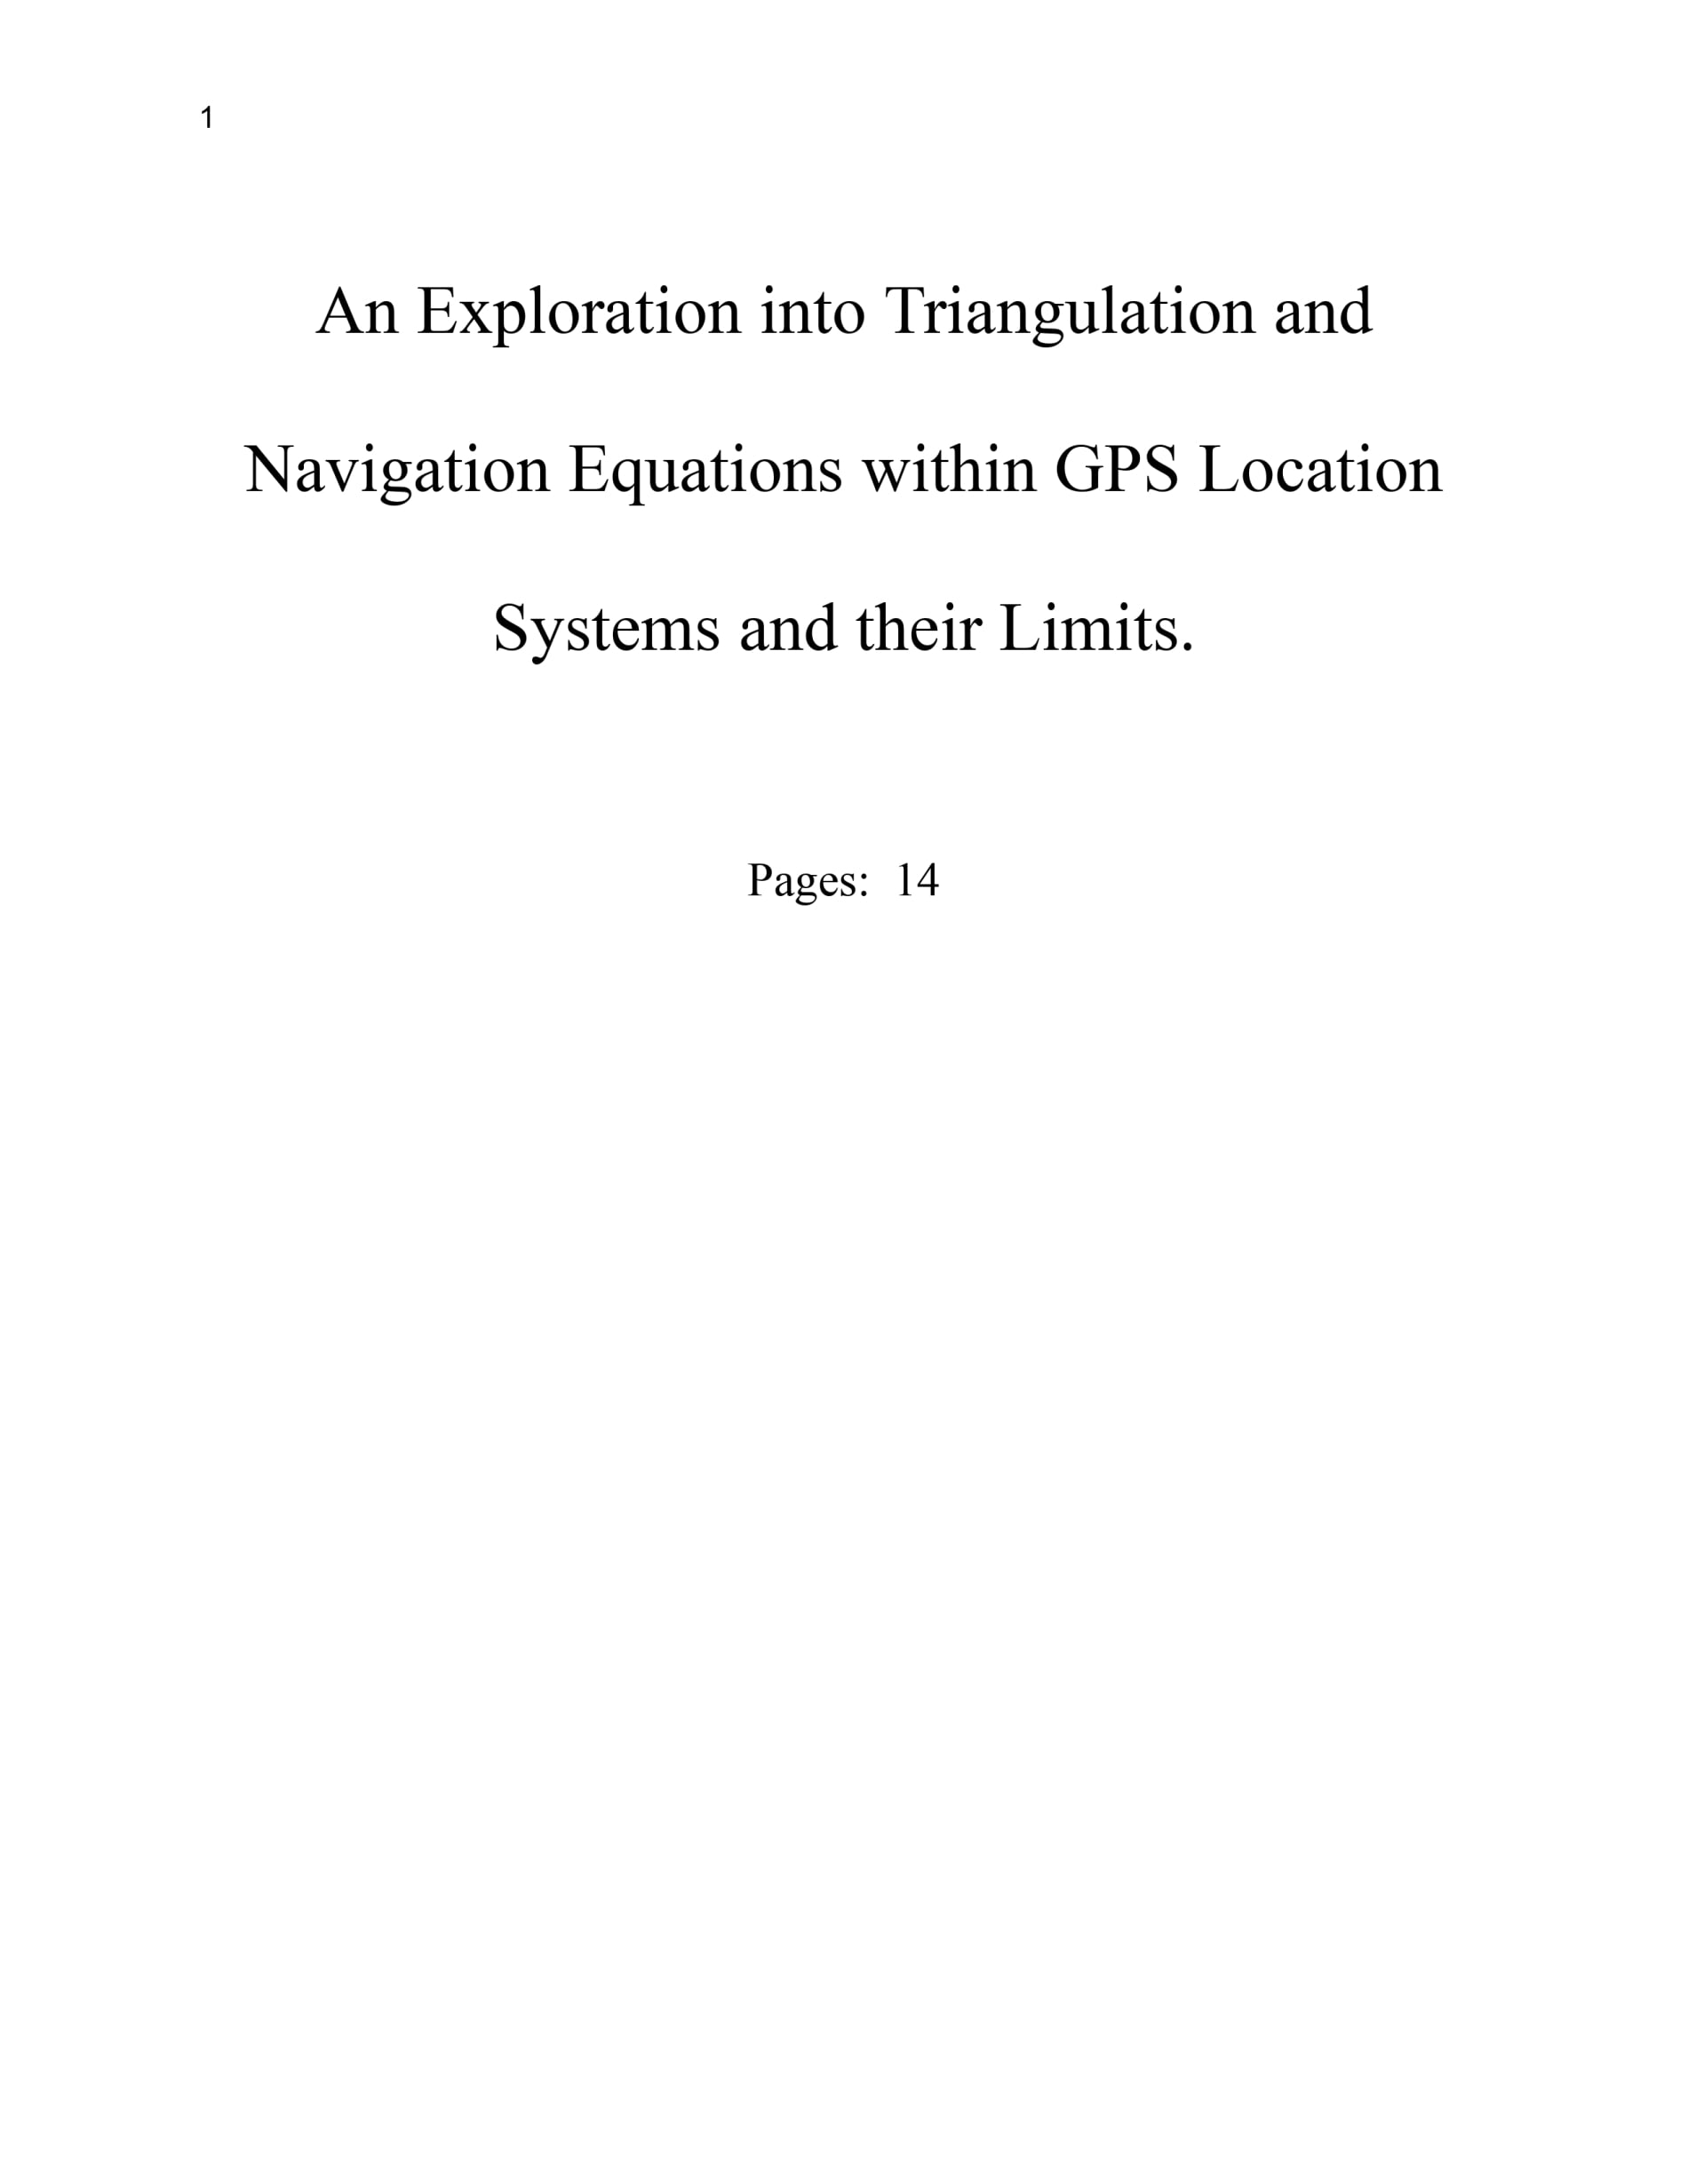 1
An Exploration into Triangulation and
Navigation Equations within GPS Location
Systems and their Limits.
Pages:  14